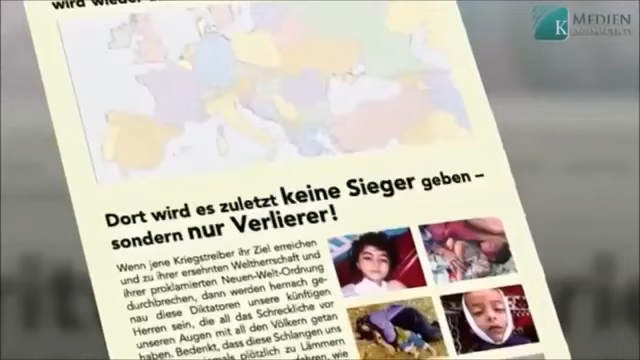 MEDIEN
K
Dort wird es zuletzt keine Sieger geben –
sondern nur Verlierer!
Wenn jene Kriegstreiber ihr Ziel erreichen
und zu ihrer ersehnten Weltherrschaft und
ihrer proklamierten Neuen-Welt-Ordnung
durchbrechen, dann werden hernach ge-
nau diese Diktatoren unsere künftigen
Herren sein, die all das Schreckliche vor
unseren Augen mit all den Völkern getan
haben. Bedenkt, dass diese Schlangen uns
plötzlich zu Lämmern